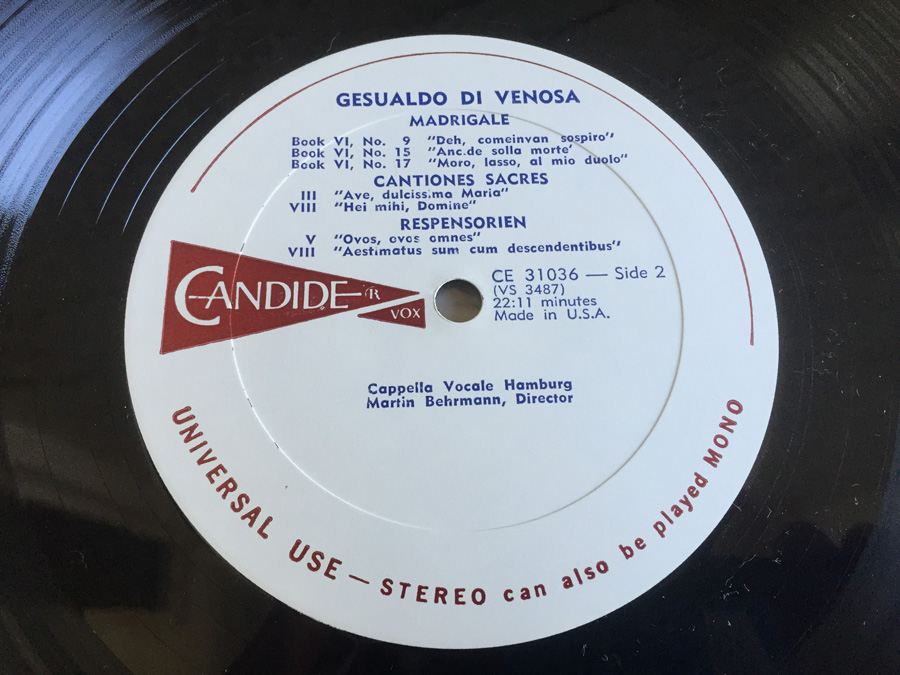 GESUALDO DI VENOSA
MADRIGALE
Book VI, No. 9 "Deh, comeinvan sospiro"
Book VI, No. 15 "Anc.de solla morte'
Book VI, No. 17 "Moro, lasso, al mio duolo"
CANTIONES SACRES
III "Ave, dulcissima Maria"
VIII "Hei mihi, Domine"
RESPENSORIEN
V "Ovos, ovos omnes"
VIII "Aestimatus sum cum descendentibus"
CANDIDE R
VOX
CE 31036 — Side 2
(VS 3487)
22:11 minutes
Made in U.S.A.
Cappella Vocale Hamburg
Martin Behrmann, Director
UNIVERSAL USE — STEREO can also be played MONO